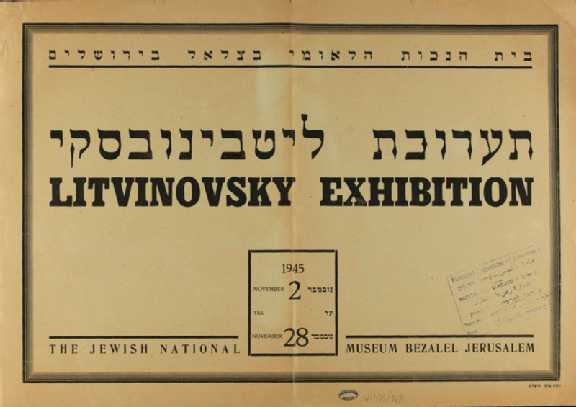 בית הנכות הלאומי בצלאל בירושלים
תערוכת ליטבינובסקי
LITVINOVSKY EXHIBITION
1945
NOVEMBER 2 נובמבר
TILL עד
NOVEMBER 28 נובמבר
THE JEWISH NATIONAL MUSEUM BEZALEL JERUSALEM